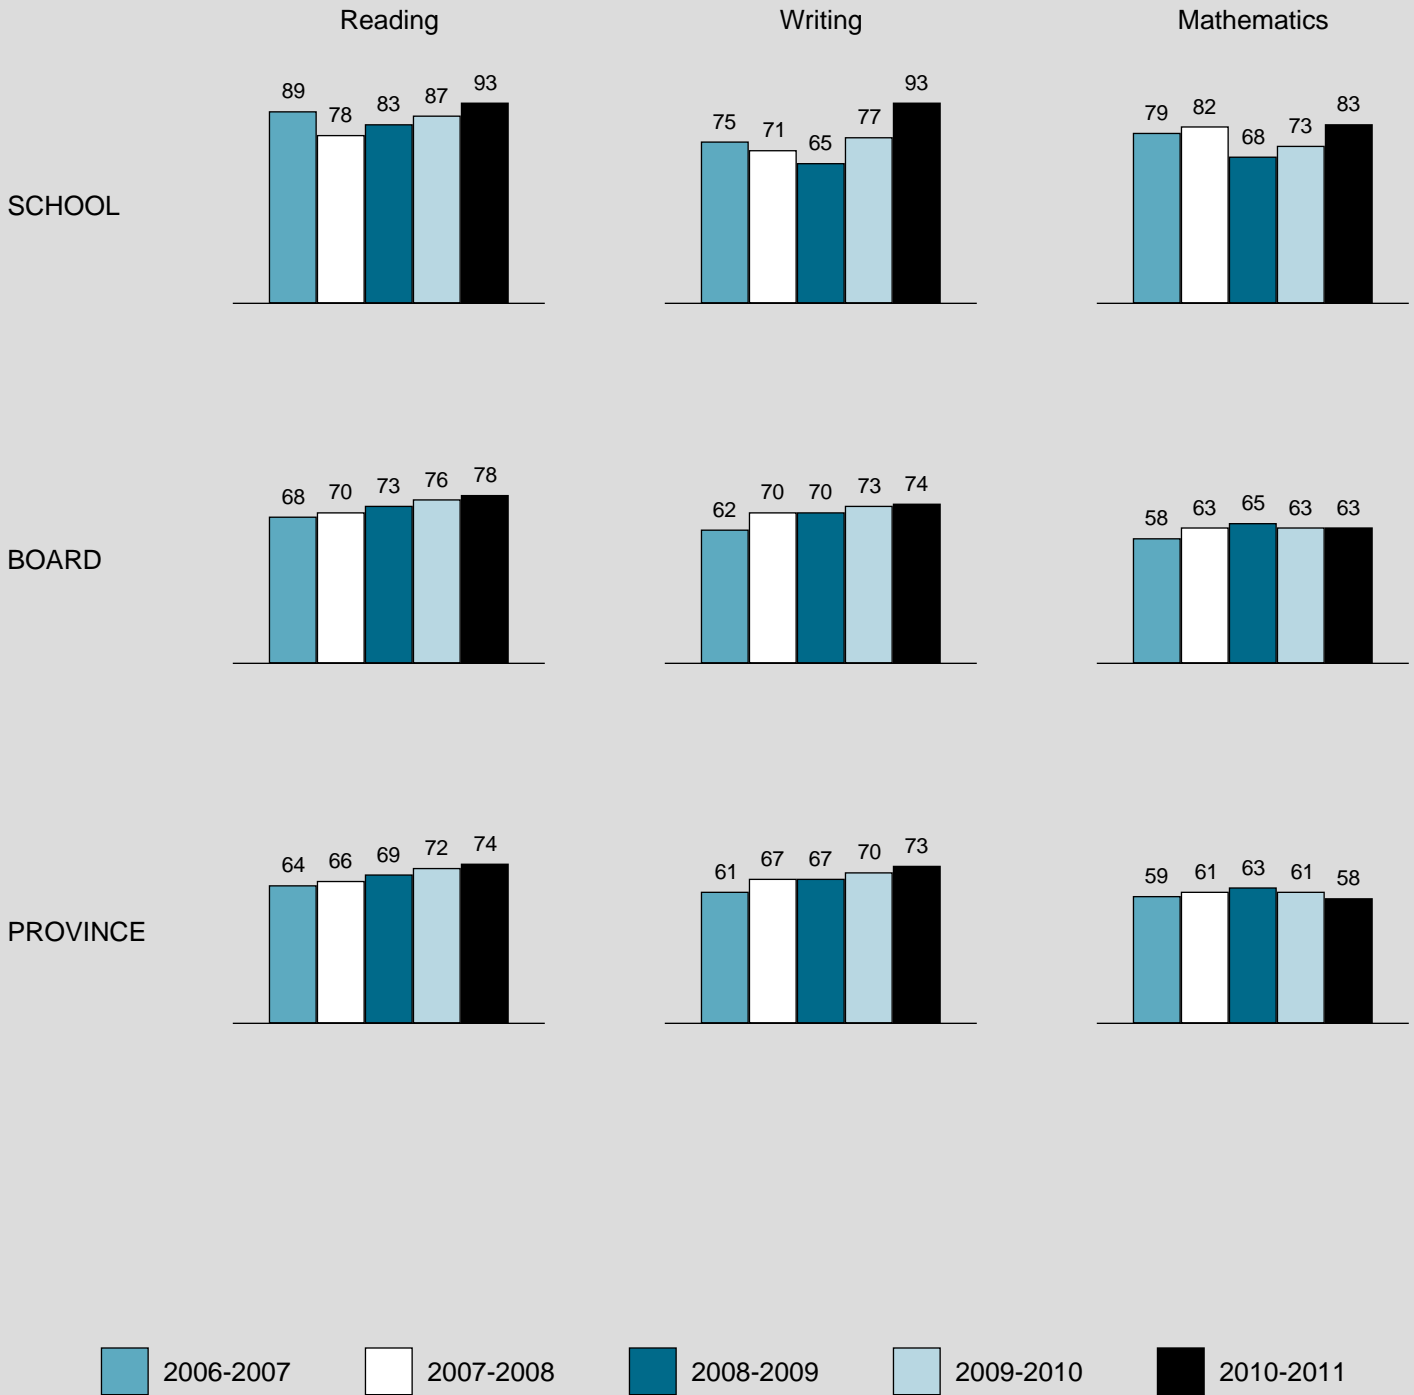 Reading Writing Mathematics
SCHOOL
89 78 83 87 93
75 71 65 77 93
79 82 68 73 83
BOARD
68 70 73 76 78
62 70 70 73 74
58 63 65 63 63
PROVINCE
64 66 69 72 74
61 67 67 70 73
59 61 63 61 58
2006-2007 2007-2008 2008-2009 2009-2010 2010-2011